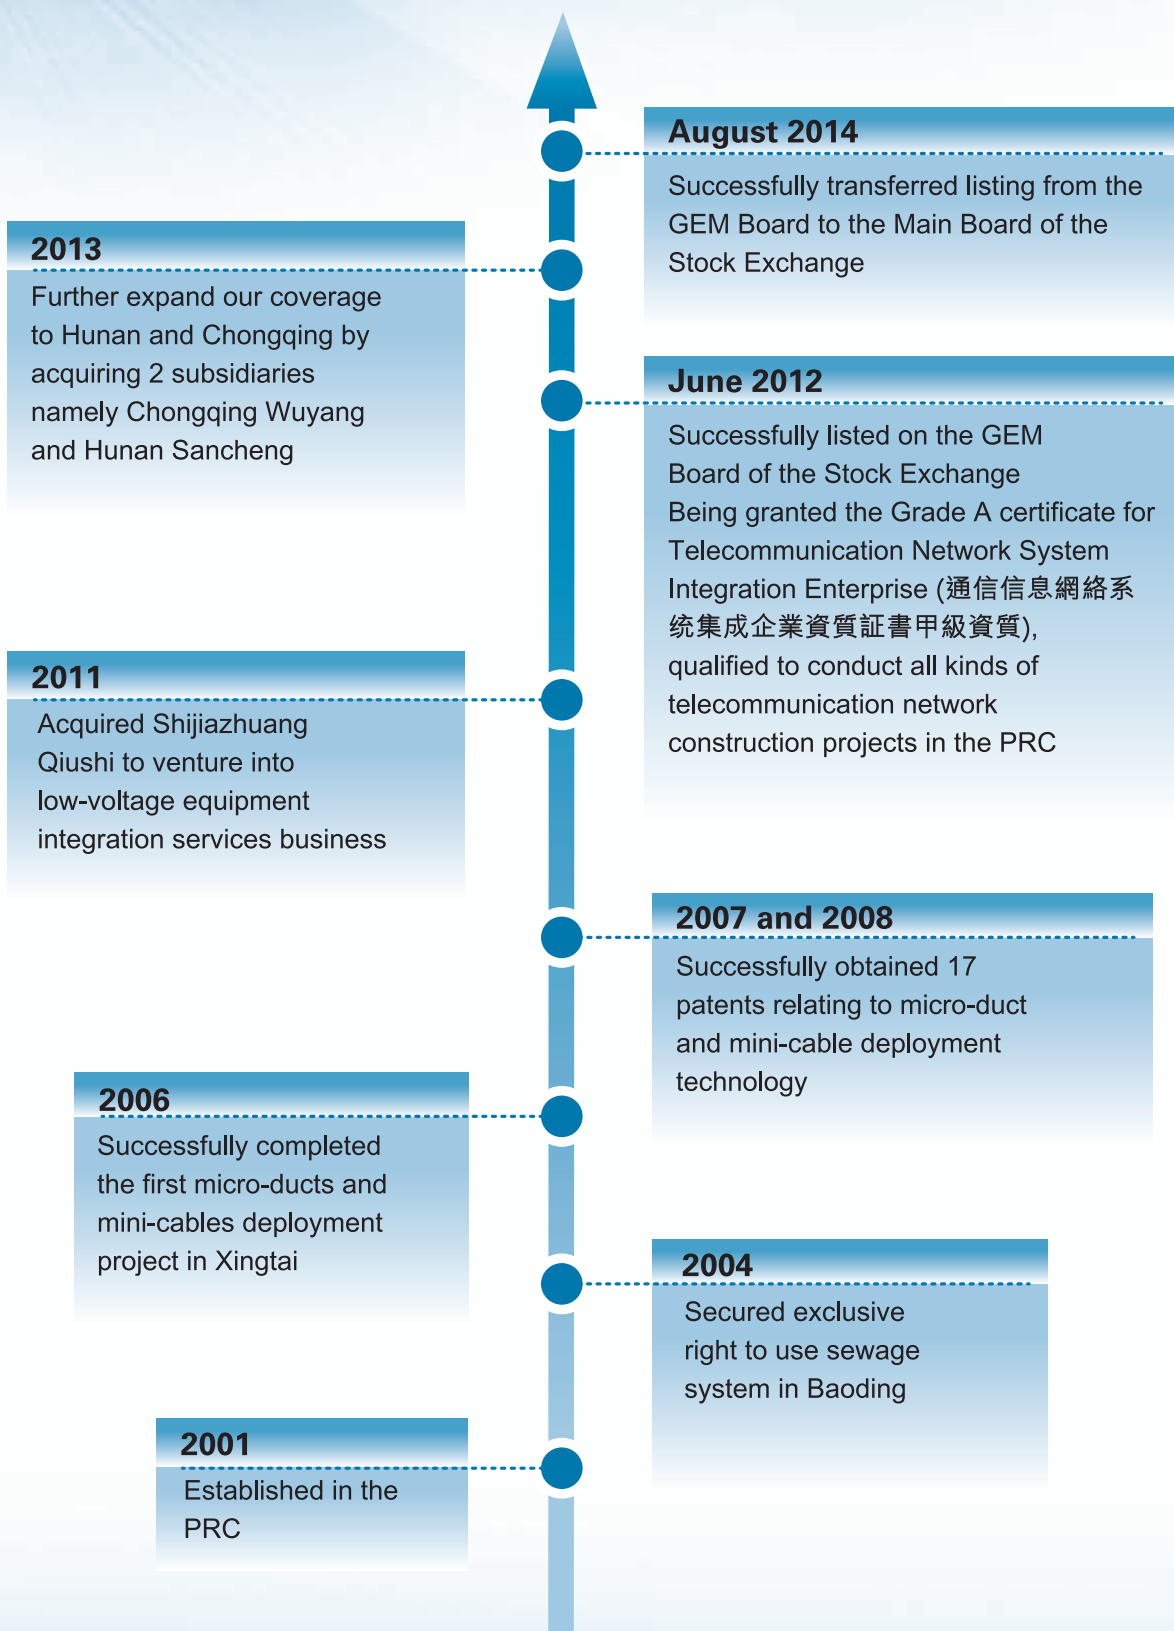 August 2014
Successfully transferred listing from the
GEM Board to the Main Board of the
Stock Exchange
2013
Further expand our coverage
to Hunan and Chongqing by
acquiring 2 subsidiaries
namely Chongqing Wuyang
and Hunan Sancheng
June 2012
Successfully listed on the GEM
Board of the Stock Exchange
Being granted the Grade A certificate for
Telecommunication Network System
Integration Enterprise (通信信息網絡系
统集成企業資質証書甲級資質),
qualified to conduct all kinds of
telecommunication network
construction projects in the PRC
2011
Acquired Shijiazhuang
Qiushi to venture into
low-voltage equipment
integration services business
2007 and 2008
Successfully obtained 17
patents relating to micro-duct
and mini-cable deployment
technology
2006
Successfully completed
the first micro-ducts and
mini-cables deployment
project in Xingtai
2004
Secured exclusive
right to use sewage
system in Baoding
2001
Established in the
PRC